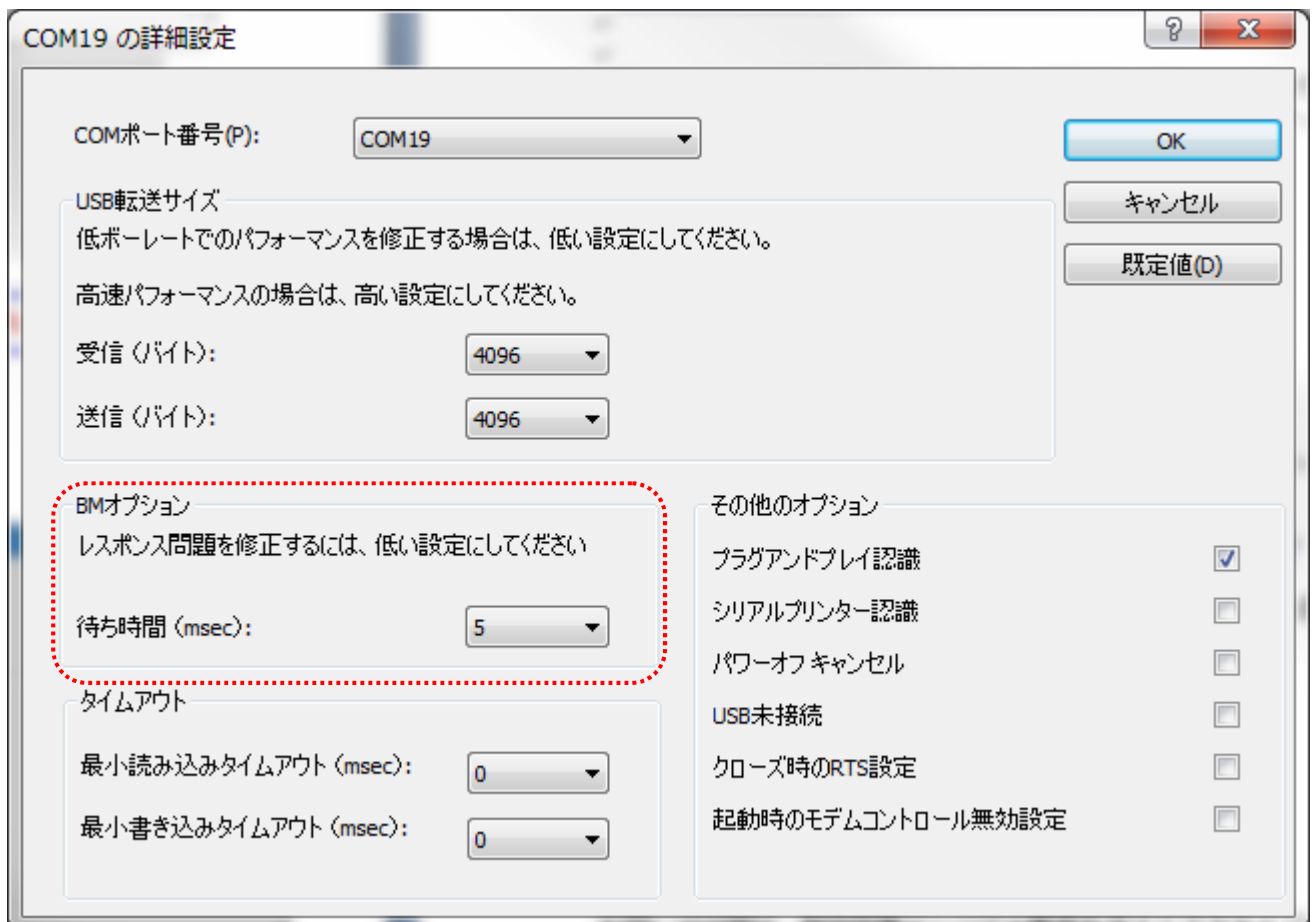 COM19 の詳細設定
COMポート番号(P):
COM19
OK
キャンセル
既定値(D)
USB転送サイズ
低ボーレートでのパフォーマンスを修正する場合は、低い設定にしてください。
高速パフォーマンスの場合は、高い設定にしてください。
受信 (バイト):
4096
送信 (バイト):
4096
BMオプション
レスポンス問題を修正するには、低い設定にしてください
待ち時間 (msec):
5
タイムアウト
最小読み込みタイムアウト (msec):
0
最小書き込みタイムアウト (msec):
0
その他のオプション
プラグアンドプレイ認識
シリアルプリンター認識
パワーオフ キャンセル
USB未接続
クローズ時のRTS設定
起動時のモデムコントロール無効設定